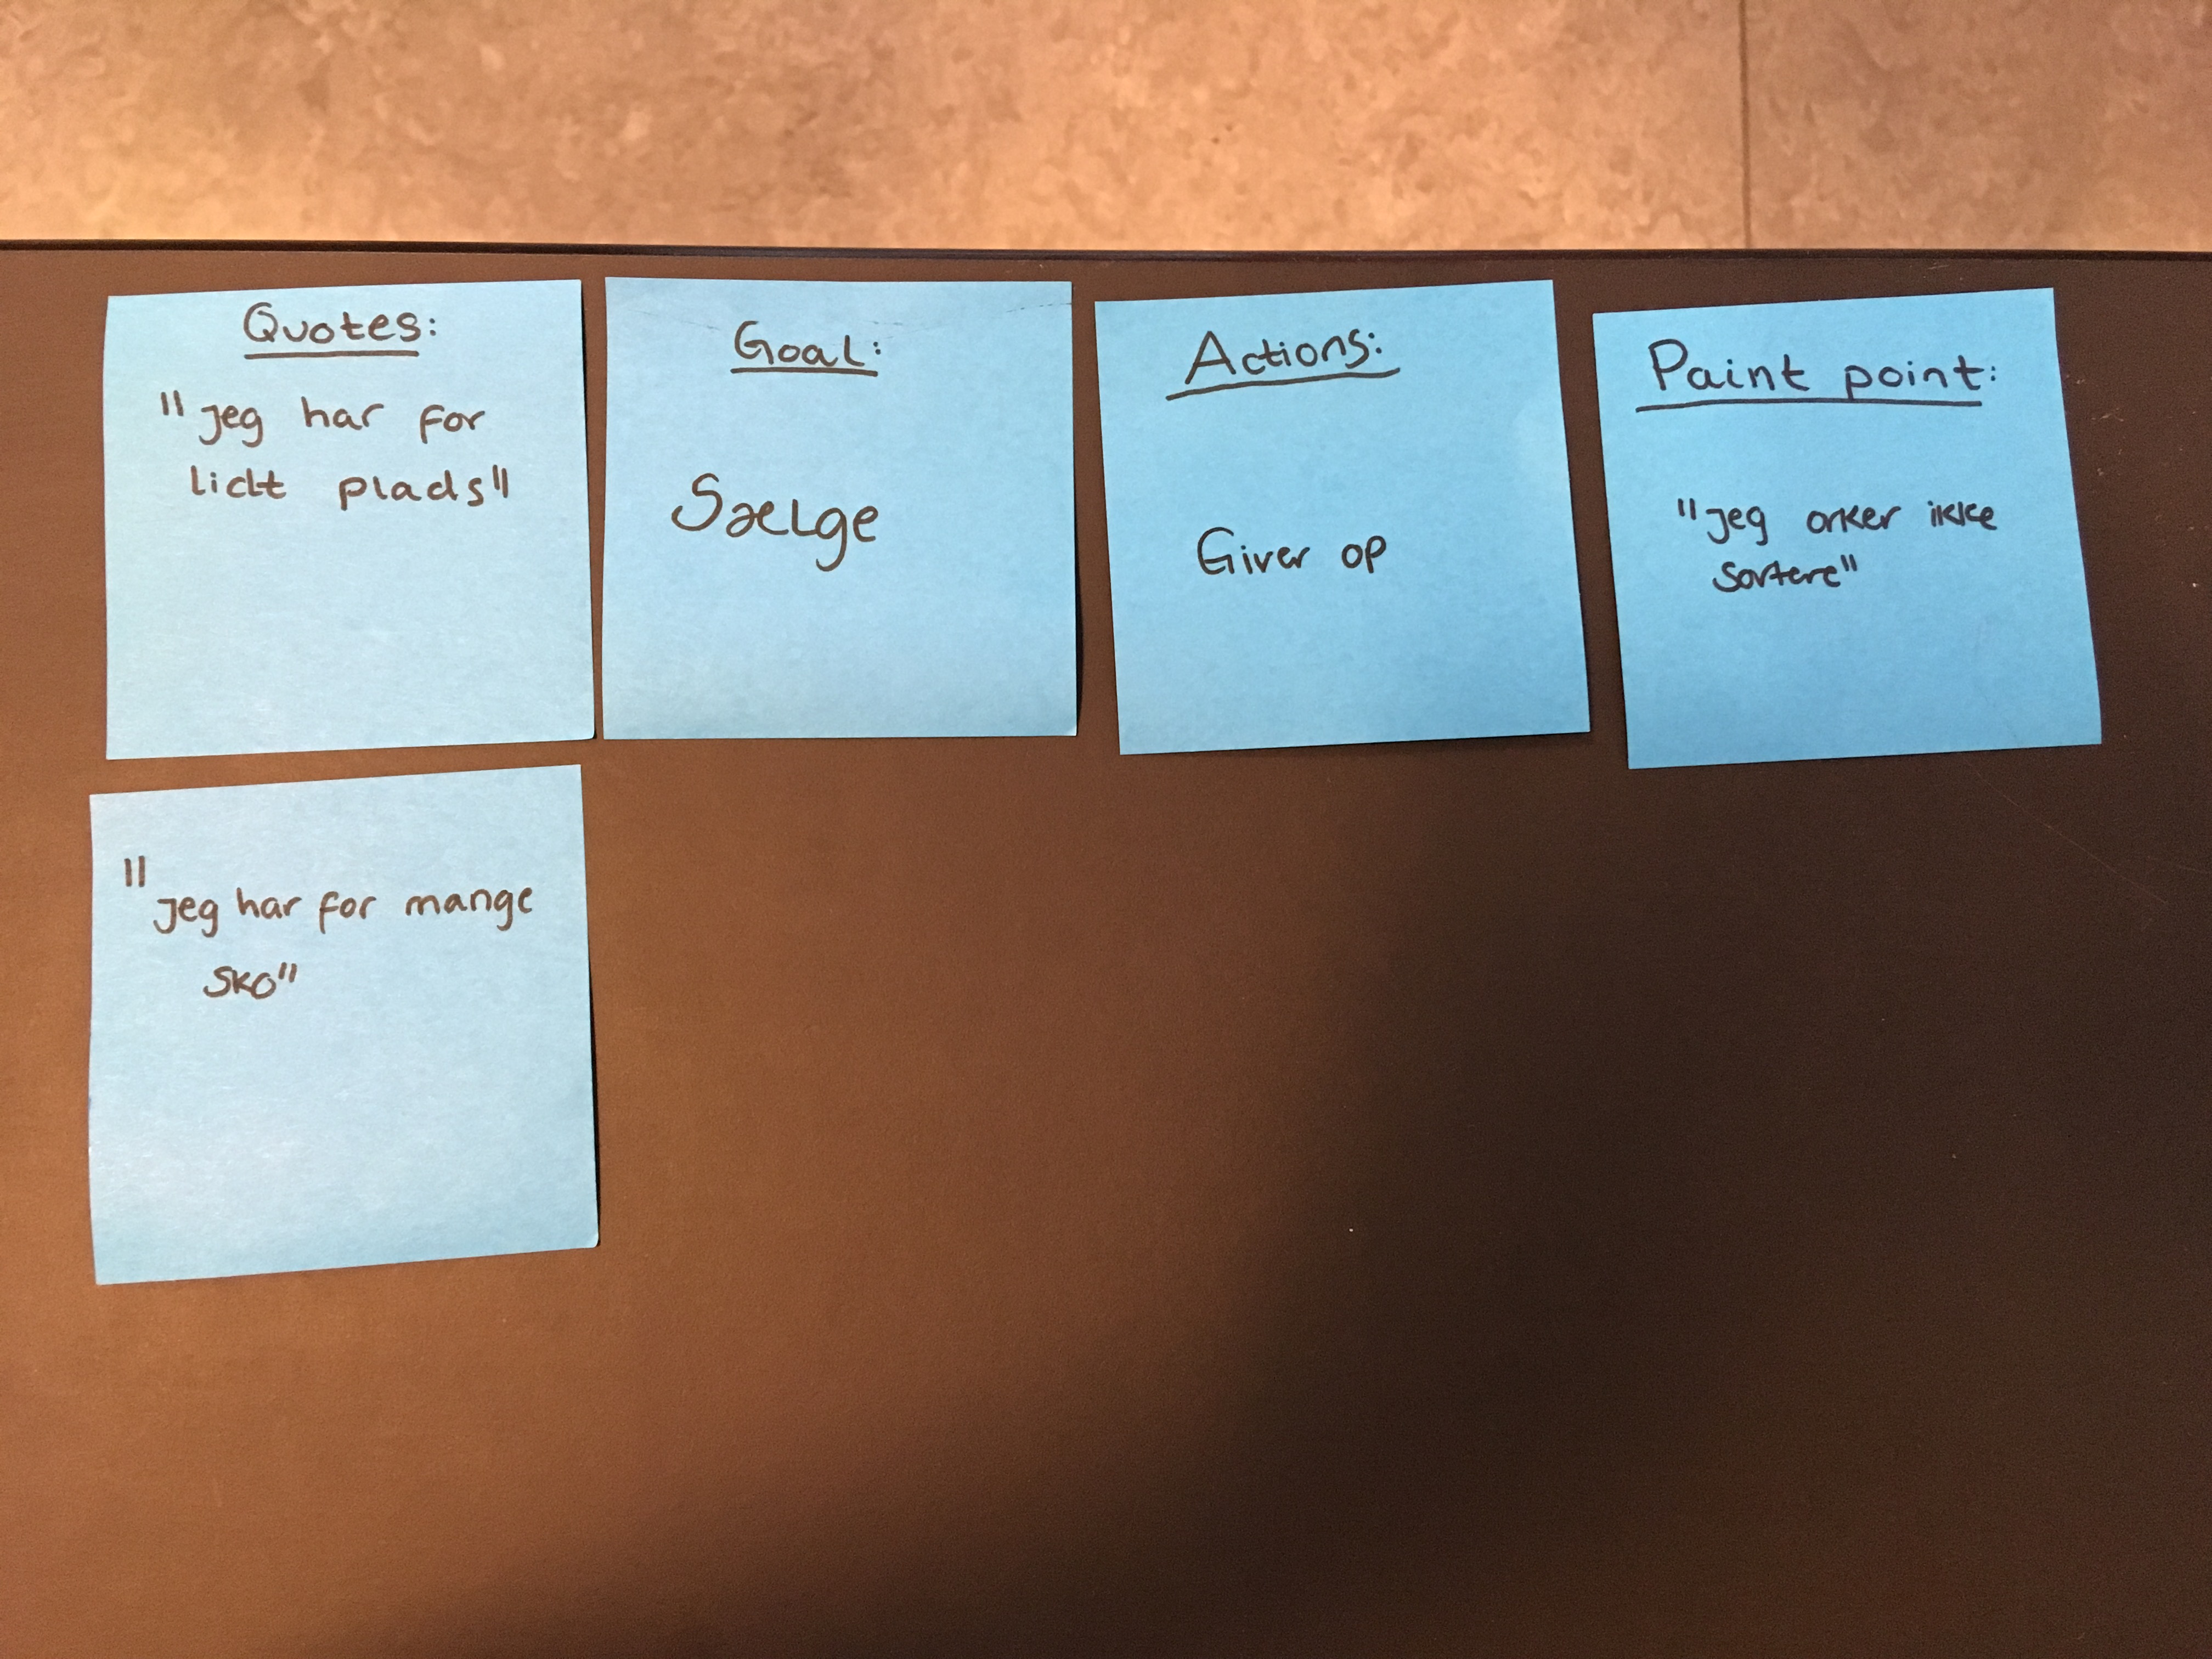 Quotes:
"Jeg har for
lidt plads"
"Jeg har for mange
sko"
Goal:
Sælge
Actions:
Giver op
Paint point:
"Jeg orker ikke
sortere"